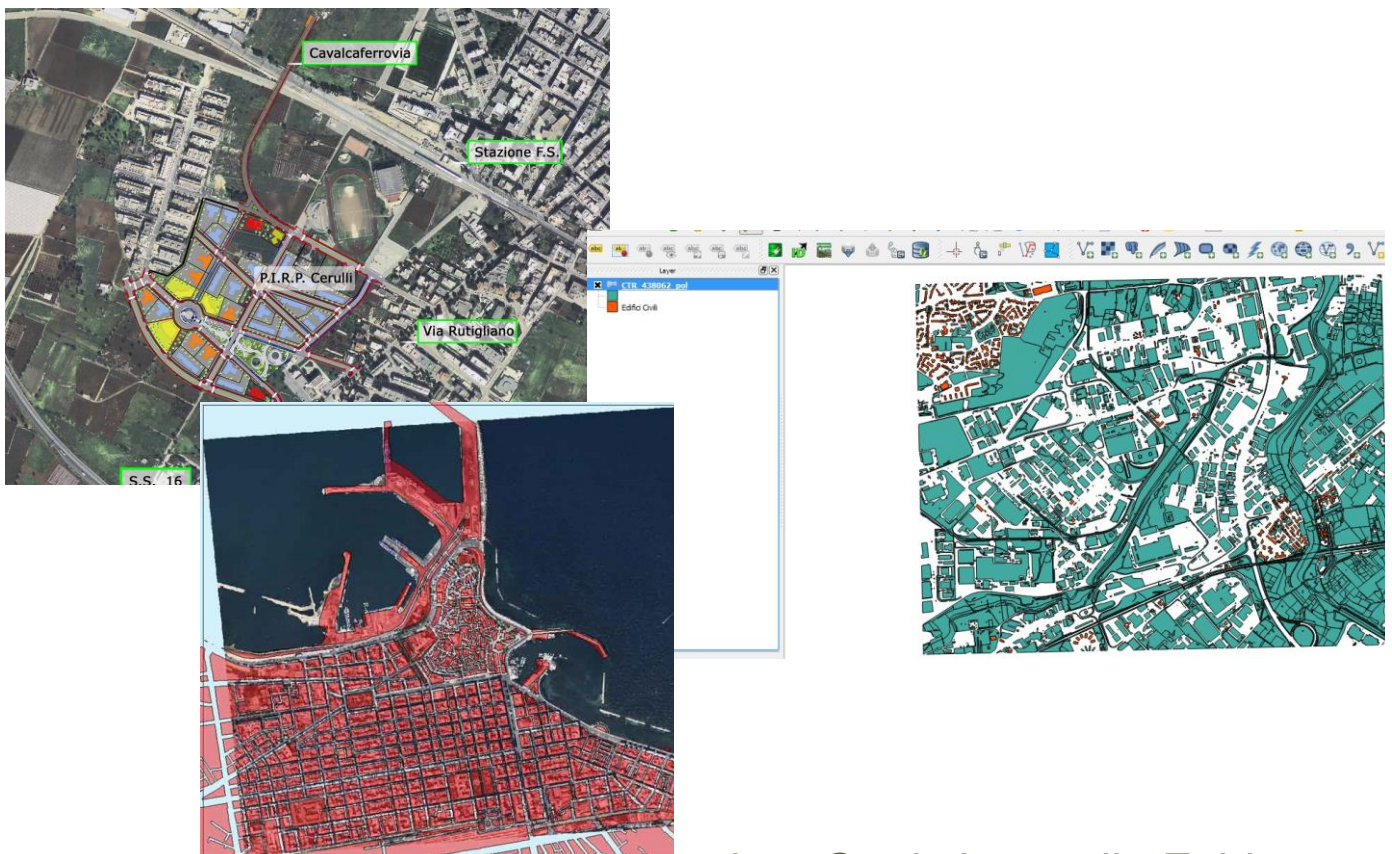 Cavalcaferrovia
Stazione F.S.
P.I.R.P. Cerulli
Via Rutigliano
S.S. 16
Layer
CTR_438062_pol
Edifici Civili